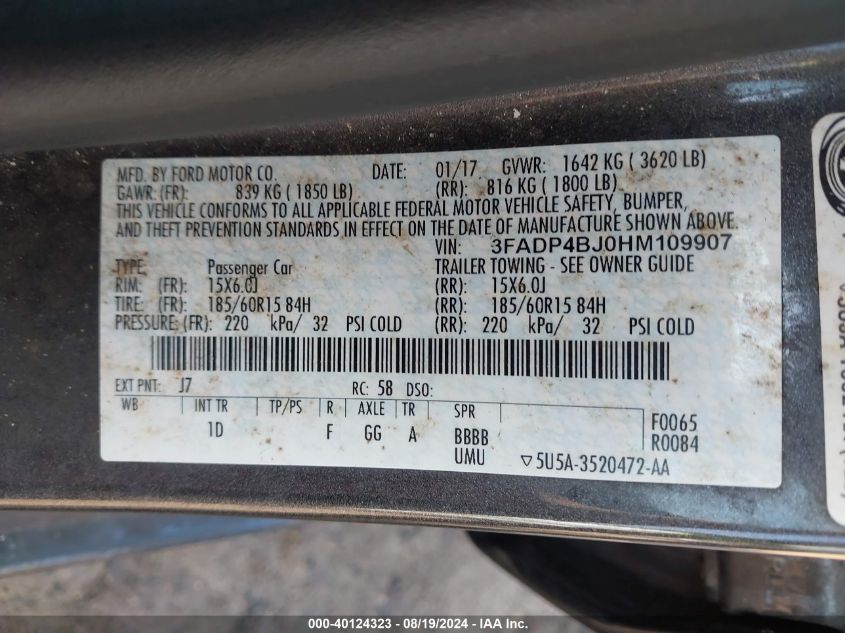 MFD. BY FORD MOTOR CO. DATE: 01/17 GVWR: 1642 KG ( 3620 LB)
GAWR: (FR): 839 KG ( 1850 LB) (RR): 816 KG ( 1800 LB)
THIS VEHICLE CONFORMS TO ALL APPLICABLE FEDERAL MOTOR VEHICLE SAFETY, BUMPER,
AND THEFT PREVENTION STANDARDS IN EFFECT ON THE DATE OF MANUFACTURE SHOWN ABOVE.
VIN: 3FADP4BJ0HM109907
TYPE: Passenger Car TRAILER TOWING - SEE OWNER GUIDE
RIM: (FR): 15X6.0J (RR): 15X6.0J
TIRE: (FR): 185/60R15 84H (RR): 185/60R15 84H
PRESSURE: (FR): 220 kPa/ 32 PSI COLD (RR): 220 kPa/ 32 PSI COLD
EXT PNT: J7 RC: 58 DSO:
WB INT TR TP/PS R AXLE TR SPR
1D F GG A BBBB
UMU
F0065
R0084
▽5U5A-3520472-AA
000-40124323 - 08/19/2024 - IAA Inc.